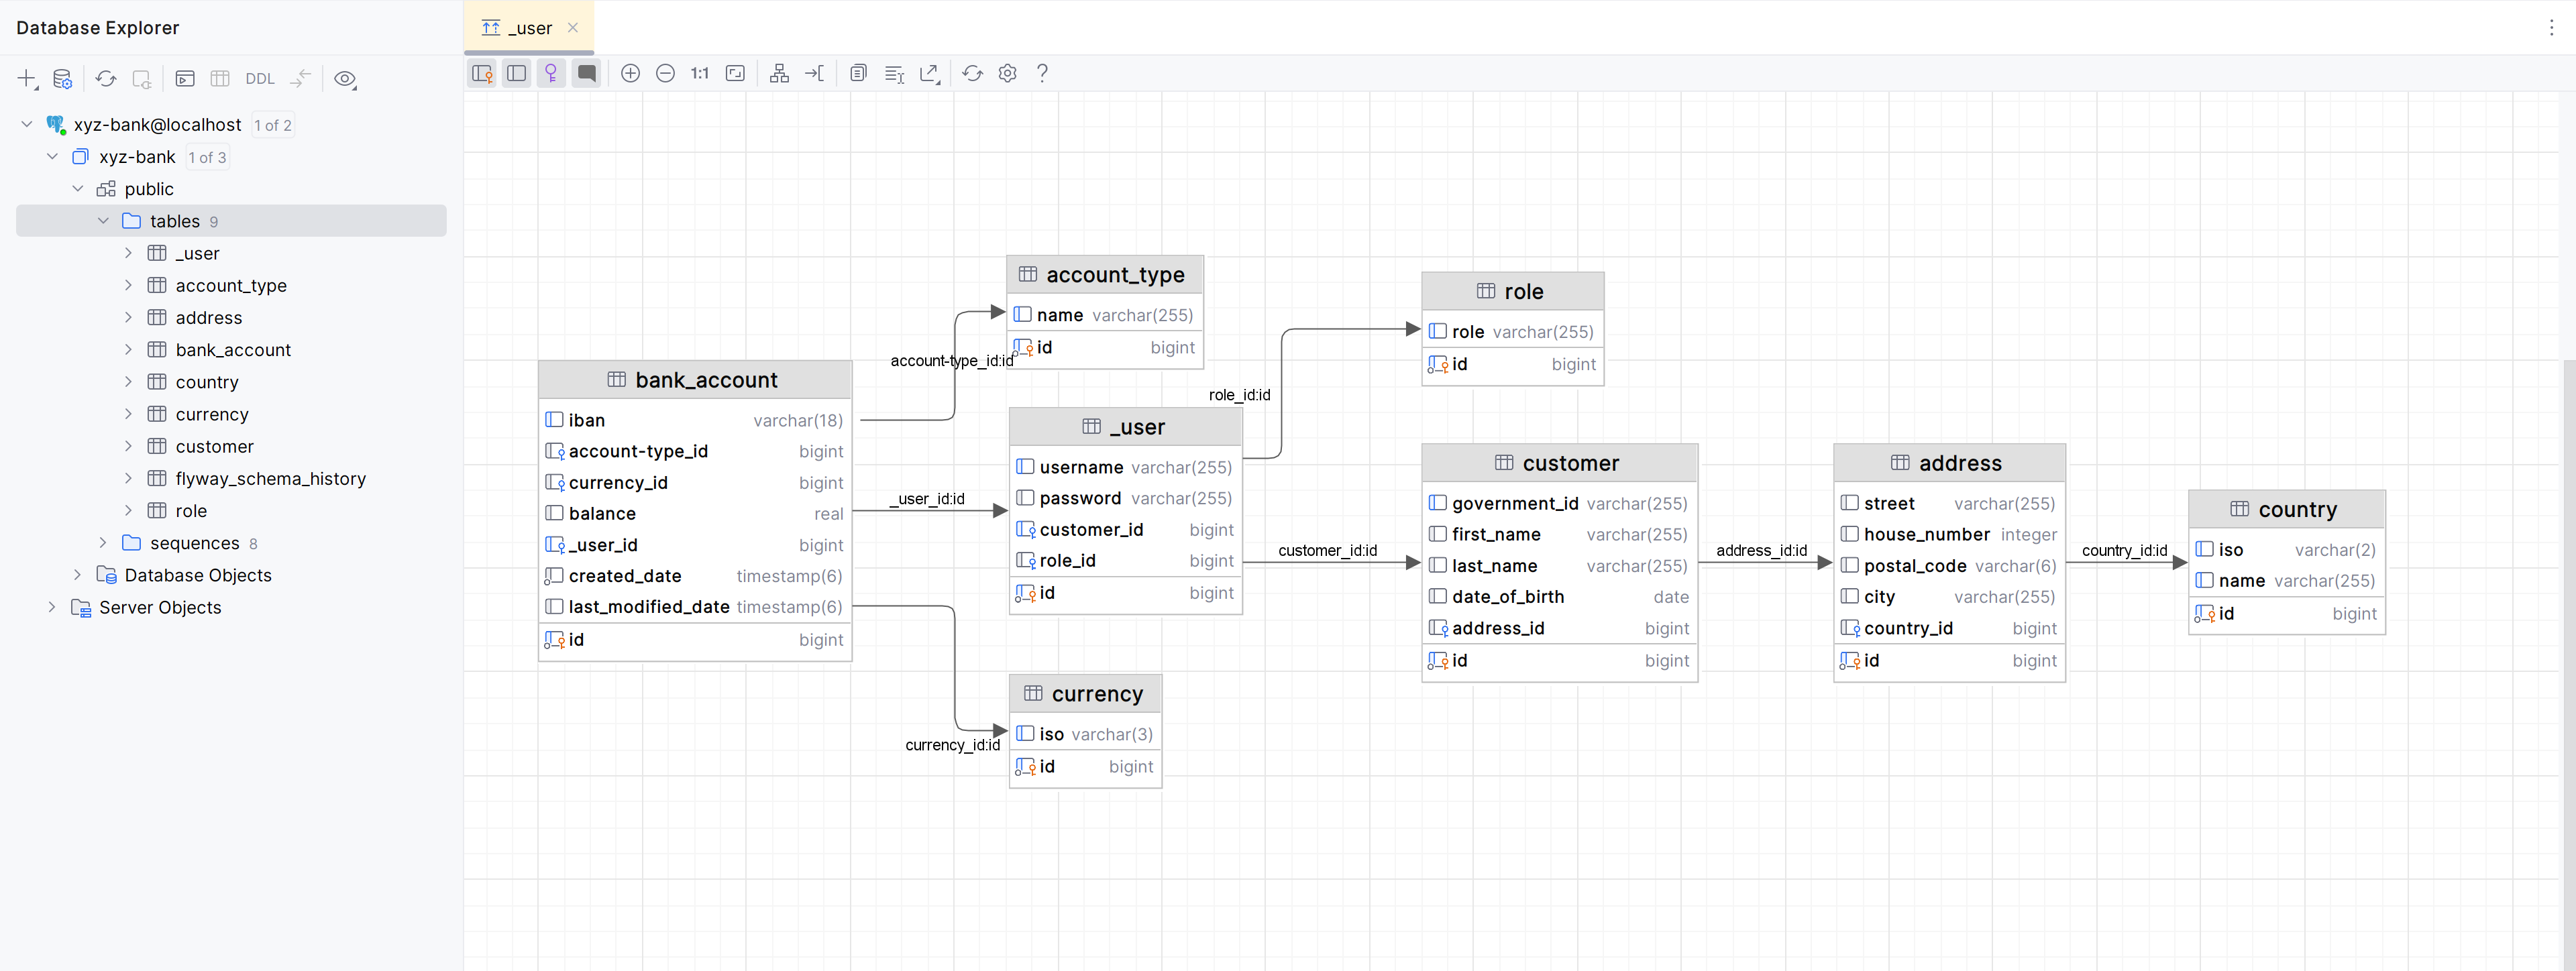 Database Explorer
_user
DDL
1:1
?
xyz-bank@localhost 1 of 2
xyz-bank 1 of 3
public
tables 9
_user
account_type
address
bank_account
country
currency
customer
flyway_schema_history
role
sequences 8
Database Objects
Server Objects
bank_account
iban varchar(18)
account-type_id bigint
currency_id bigint
balance real
_user_id bigint
created_date timestamp(6)
last_modified_date timestamp(6)
id bigint
account-type_id:id
_user_id:id
currency_id:id
account_type
name varchar(255)
id bigint
_user
username varchar(255)
password varchar(255)
customer_id bigint
role_id bigint
id bigint
currency
iso varchar(3)
id bigint
role_id:id
customer_id:id
role
role varchar(255)
id bigint
customer
government_id varchar(255)
first_name varchar(255)
last_name varchar(255)
date_of_birth date
address_id bigint
id bigint
address_id:id
address
street varchar(255)
house_number integer
postal_code varchar(6)
city varchar(255)
country_id bigint
id bigint
country_id:id
country
iso varchar(2)
name varchar(255)
id bigint